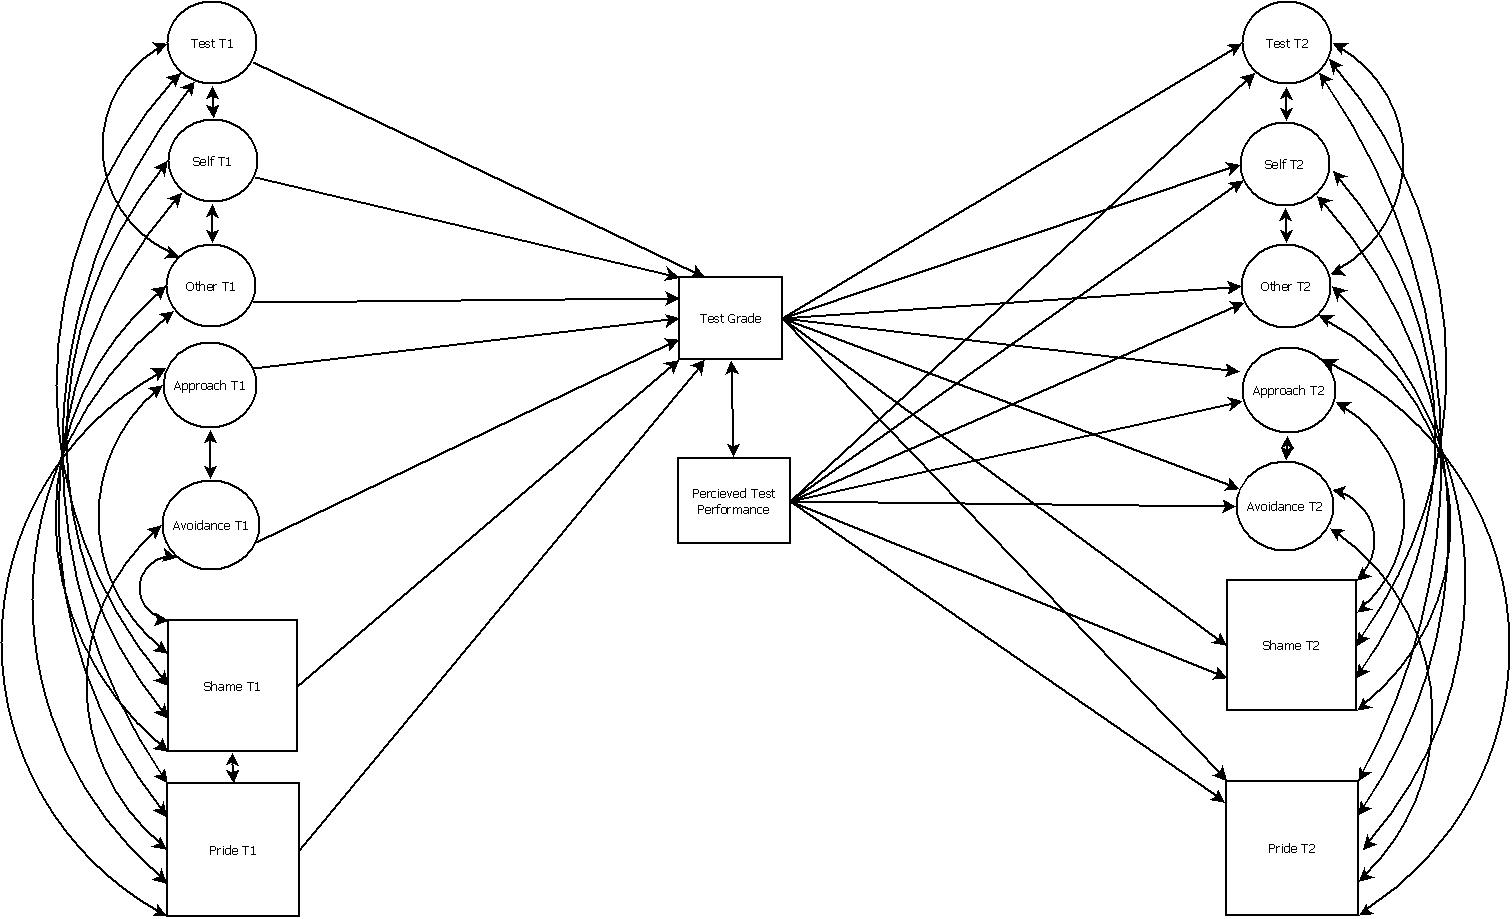 Test T1
Test T2
Self T1
Self T2
Other T1
Other T2
Test Grade
Approach T1
Approach T2
Percieved Test
Performance
Avoidance T1
Avoidance T2
Shame T1
Shame T2
Pride T1
Pride T2